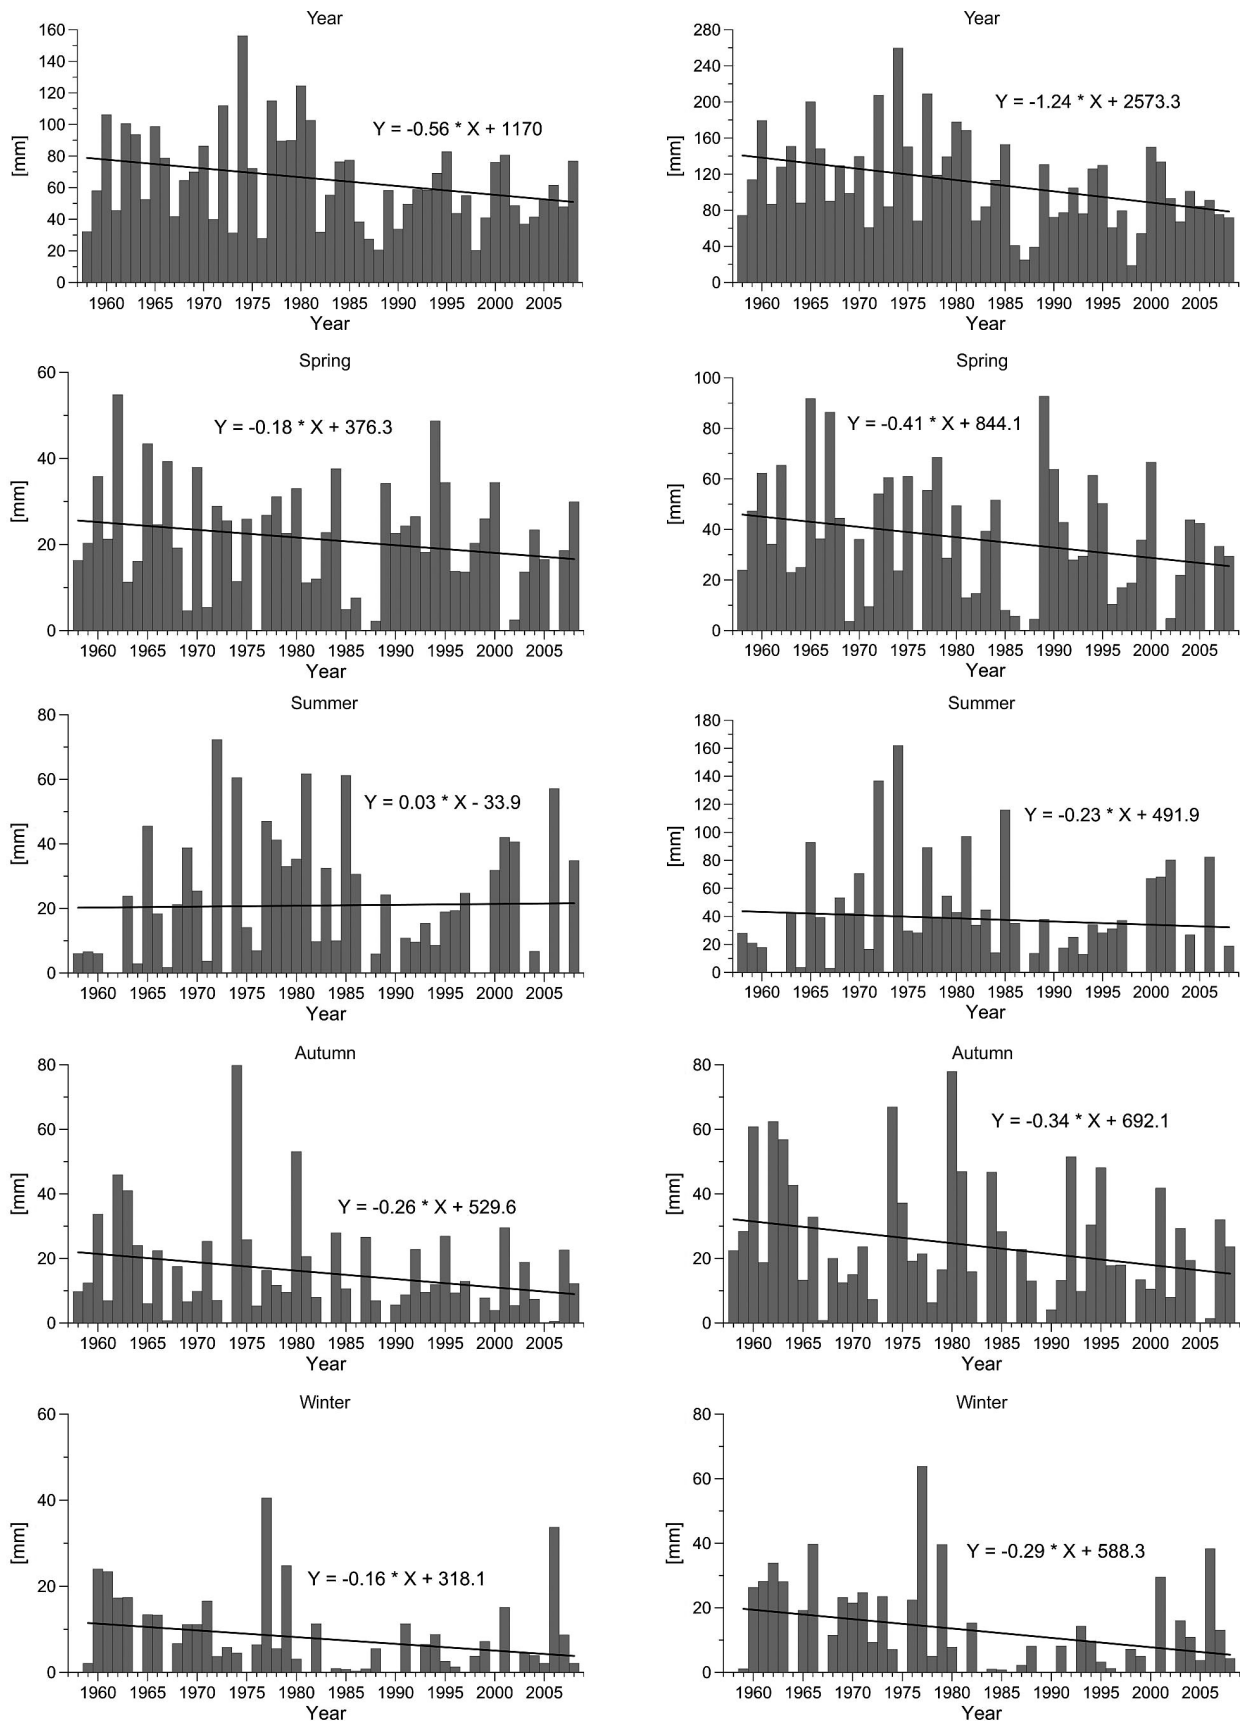 Year
160
140
120
100
80
60
40
20
0
[mm]
Y = -0.56 * X + 1170
1960 1965 1970 1975 1980 1985 1990 1995 2000 2005
Year
Year
280
240
200
160
120
80
40
0
[mm]
Y = -1.24 * X + 2573.3
1960 1965 1970 1975 1980 1985 1990 1995 2000 2005
Year
Spring
60
40
20
0
[mm]
Y = -0.18 * X + 376.3
1960 1965 1970 1975 1980 1985 1990 1995 2000 2005
Year
Spring
100
80
60
40
20
0
[mm]
Y = -0.41 * X + 844.1
1960 1965 1970 1975 1980 1985 1990 1995 2000 2005
Year
Summer
80
60
40
20
0
[mm]
Y = 0.03 * X - 33.9
1960 1965 1970 1975 1980 1985 1990 1995 2000 2005
Year
Summer
180
160
140
120
100
80
60
40
20
0
[mm]
Y = -0.23 * X + 491.9
1960 1965 1970 1975 1980 1985 1990 1995 2000 2005
Year
Autumn
80
60
40
20
0
[mm]
Y = -0.26 * X + 529.6
1960 1965 1970 1975 1980 1985 1990 1995 2000 2005
Year
Autumn
80
60
40
20
0
[mm]
Y = -0.34 * X + 692.1
1960 1965 1970 1975 1980 1985 1990 1995 2000 2005
Year
Winter
60
40
20
0
[mm]
Y = -0.16 * X + 318.1
1960 1965 1970 1975 1980 1985 1990 1995 2000 2005
Year
Winter
80
60
40
20
0
[mm]
Y = -0.29 * X + 588.3
1960 1965 1970 1975 1980 1985 1990 1995 2000 2005
Year